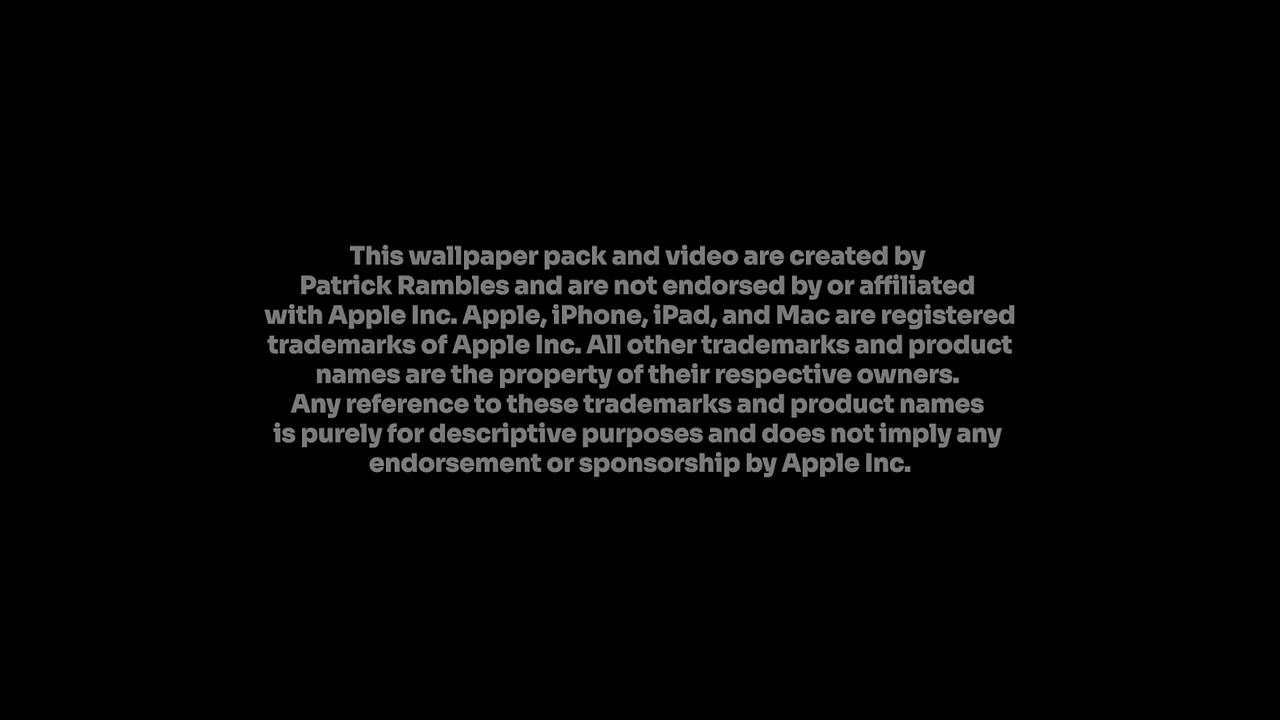 This wallpaper pack and video are created by
Patrick Rambles and are not endorsed by or affiliated
with Apple Inc. Apple, iPhone, iPad, and Mac are registered
trademarks of Apple Inc. All other trademarks and product
names are the property of their respective owners.
Any reference to these trademarks and product names
is purely for descriptive purposes and does not imply any
endorsement or sponsorship by Apple Inc.